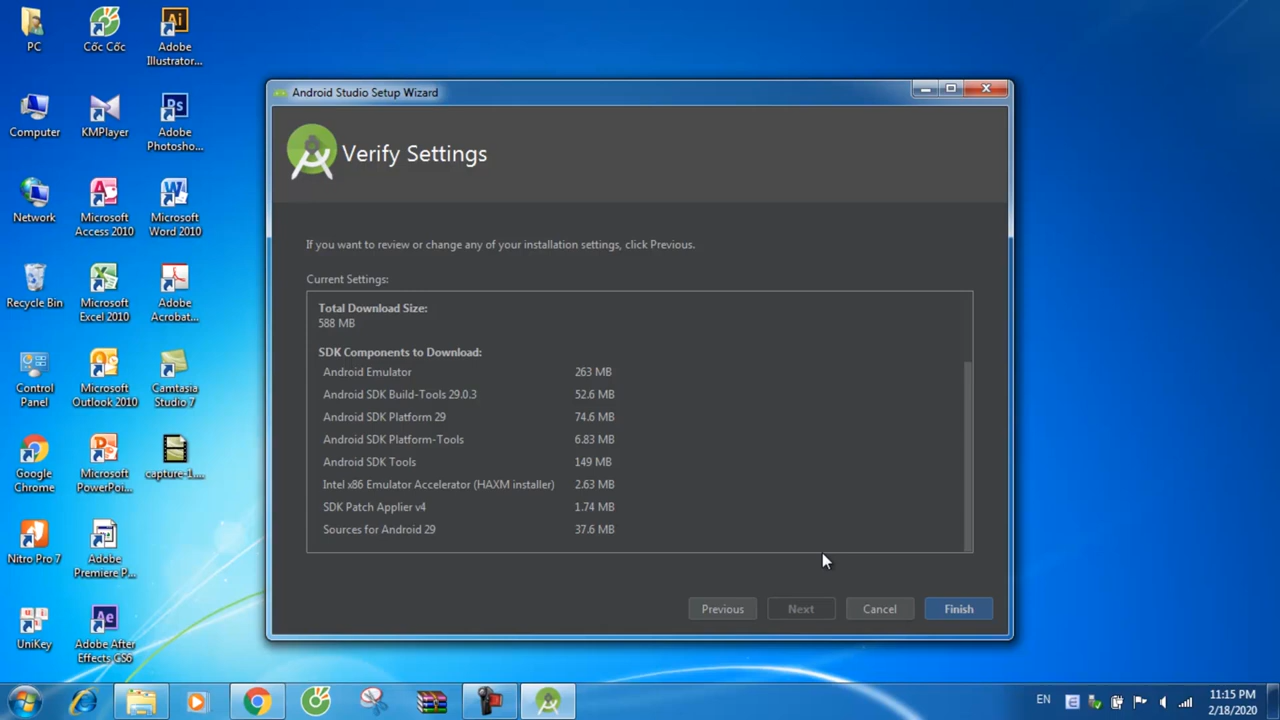 PC
Cốc Cốc
Adobe
Illustrator...
Computer
KMPlayer
Adobe
Photosho...
Network
Microsoft
Access 2010
Microsoft
Word 2010
Recycle Bin
Microsoft
Excel 2010
Adobe
Acrobat...
Control
Panel
Microsoft
Outlook 2010
Camtasia
Studio 7
Google
Chrome
Microsoft
PowerPoi...
capture-1....
Nitro Pro 7
Adobe
Premiere P...
UniKey
Adobe After
Effects CS6
Android Studio Setup Wizard
Verify Settings
If you want to review or change any of your installation settings, click Previous.
Current Settings:
Total Download Size:
588 MB
SDK Components to Download:
Android Emulator 263 MB
Android SDK Build-Tools 29.0.3 52.6 MB
Android SDK Platform 29 74.6 MB
Android SDK Platform-Tools 6.83 MB
Android SDK Tools 149 MB
Intel x86 Emulator Accelerator (HAXM installer) 2.63 MB
SDK Patch Applier v4 1.74 MB
Sources for Android 29 37.6 MB
Previous Next Cancel Finish
EN
11:15 PM
2/18/2020